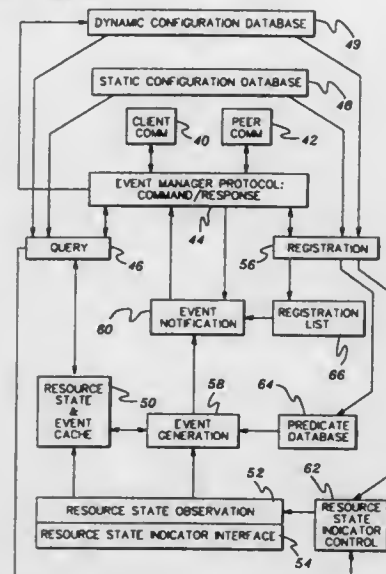 DYNAMIC CONFIGURATION DATABASE
49
STATIC CONFIGURATION DATABASE
48
CLIENT
COMM
40
PEER
COMM
42
EVENT MANAGER PROTOCOL:
COMMAND/RESPONSE
44
QUERY
46
56
REGISTRATION
60
EVENT
NOTIFICATION
REGISTRATION
LIST
66
RESOURCE
STATE
&
EVENT
CACHE
50
58
EVENT
GENERATION
64
PREDICATE
DATABASE
52
RESOURCE STATE OBSERVATION
RESOURCE STATE INDICATOR INTERFACE
54
62
RESOURCE
STATE
INDICATOR
CONTROL